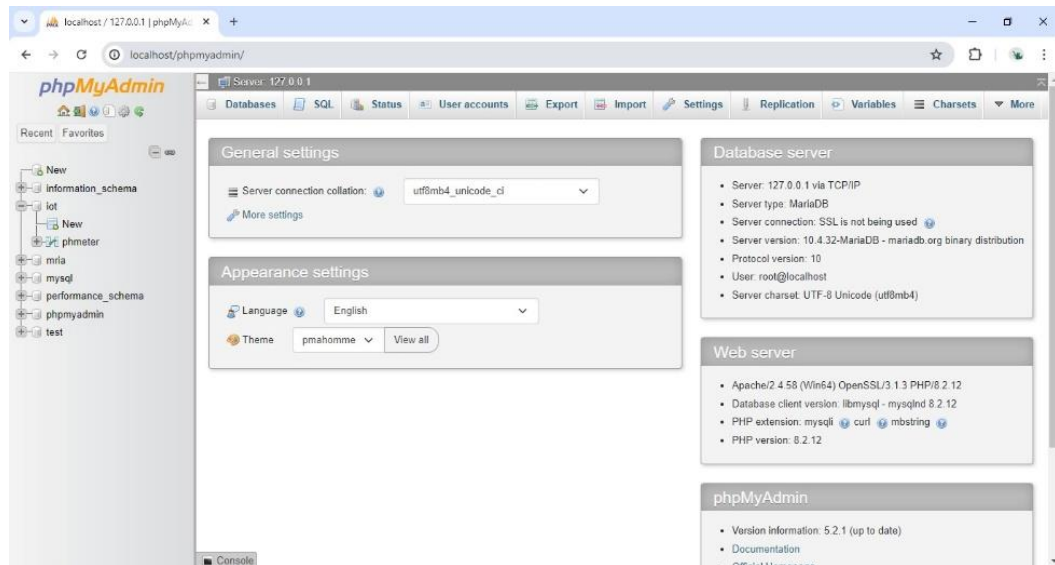 localhost / 127.0.0.1 | phpMyAd
localhost/phpmyadmin/
phpMyAdmin
Recent Favorites
New
information_schema
iot
New
phmeter
mria
mysql
performance_schema
phpmyadmin
test
Server: 127.0.0.1
Databases SQL Status User accounts Export Import Settings Replication Variables Charsets More
General settings
Server connection collation: utf8mb4_unicode_ci
More settings
Appearance settings
Language English
Theme pmahomme View all
Database server
Server: 127.0.0.1 via TCP/IP
Server type: MariaDB
Server connection: SSL is not being used
Server version: 10.4.32-MariaDB - mariadb.org binary distribution
Protocol version: 10
User: root@localhost
Server charset: UTF-8 Unicode (utf8mb4)
Web server
Apache/2.4.58 (Win64) OpenSSL/3.1.3 PHP/8.2.12
Database client version: libmysql - mysqlnd 8.2.12
PHP extension: mysqli curl mbstring
PHP version: 8.2.12
phpMyAdmin
Version information: 5.2.1 (up to date)
Documentation
Console